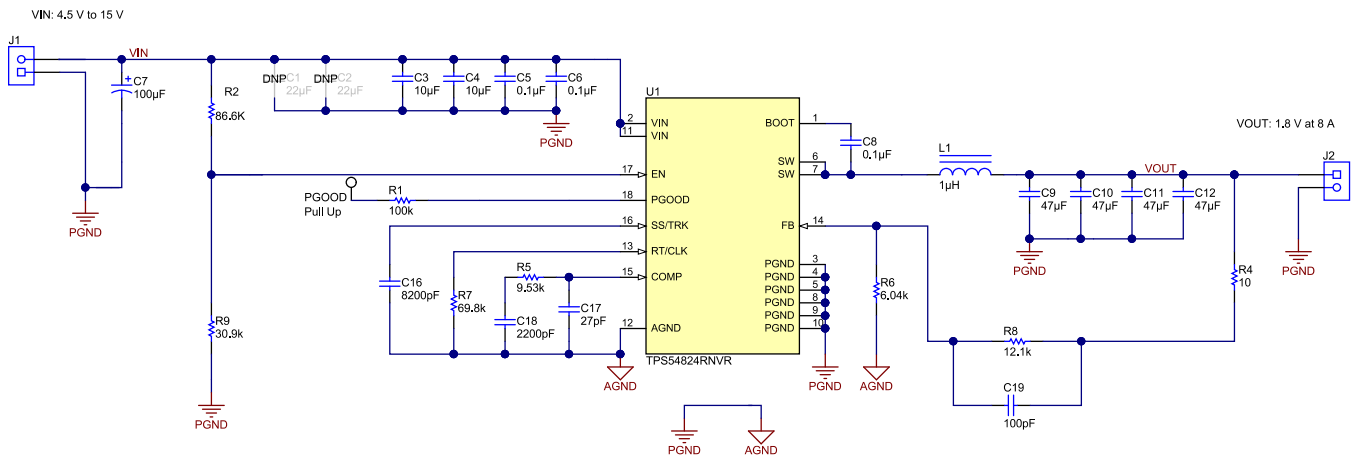 VIN: 4.5 V to 15 V
J1
VIN
C7
100µF
PGND
R2
86.6K
DNP C1
22µF
DNP C2
22µF
C3
10µF
C4
10µF
C5
0.1µF
C6
0.1µF
PGND
R9
30.9k
PGND
PGOOD
Pull Up
R1
100k
C16
8200pF
R7
69.8k
R5
9.53k
C18
2200pF
C17
27pF
AGND
U1
2 VIN
11 VIN
17 EN
18 PGOOD
16 SS/TRK
13 RT/CLK
15 COMP
12 AGND
BOOT 1
SW 6
SW 7
FB 14
PGND 3
PGND 4
PGND 5
PGND 8
PGND 9
PGND 10
TPS54824RNVR
PGND
C8
0.1µF
L1
1µH
VOUT
C9
47µF
C10
47µF
C11
47µF
C12
47µF
PGND
VOUT: 1.8 V at 8 A
J2
PGND
R4
10
R6
6.04k
AGND
R8
12.1k
C19
100pF
PGND
AGND